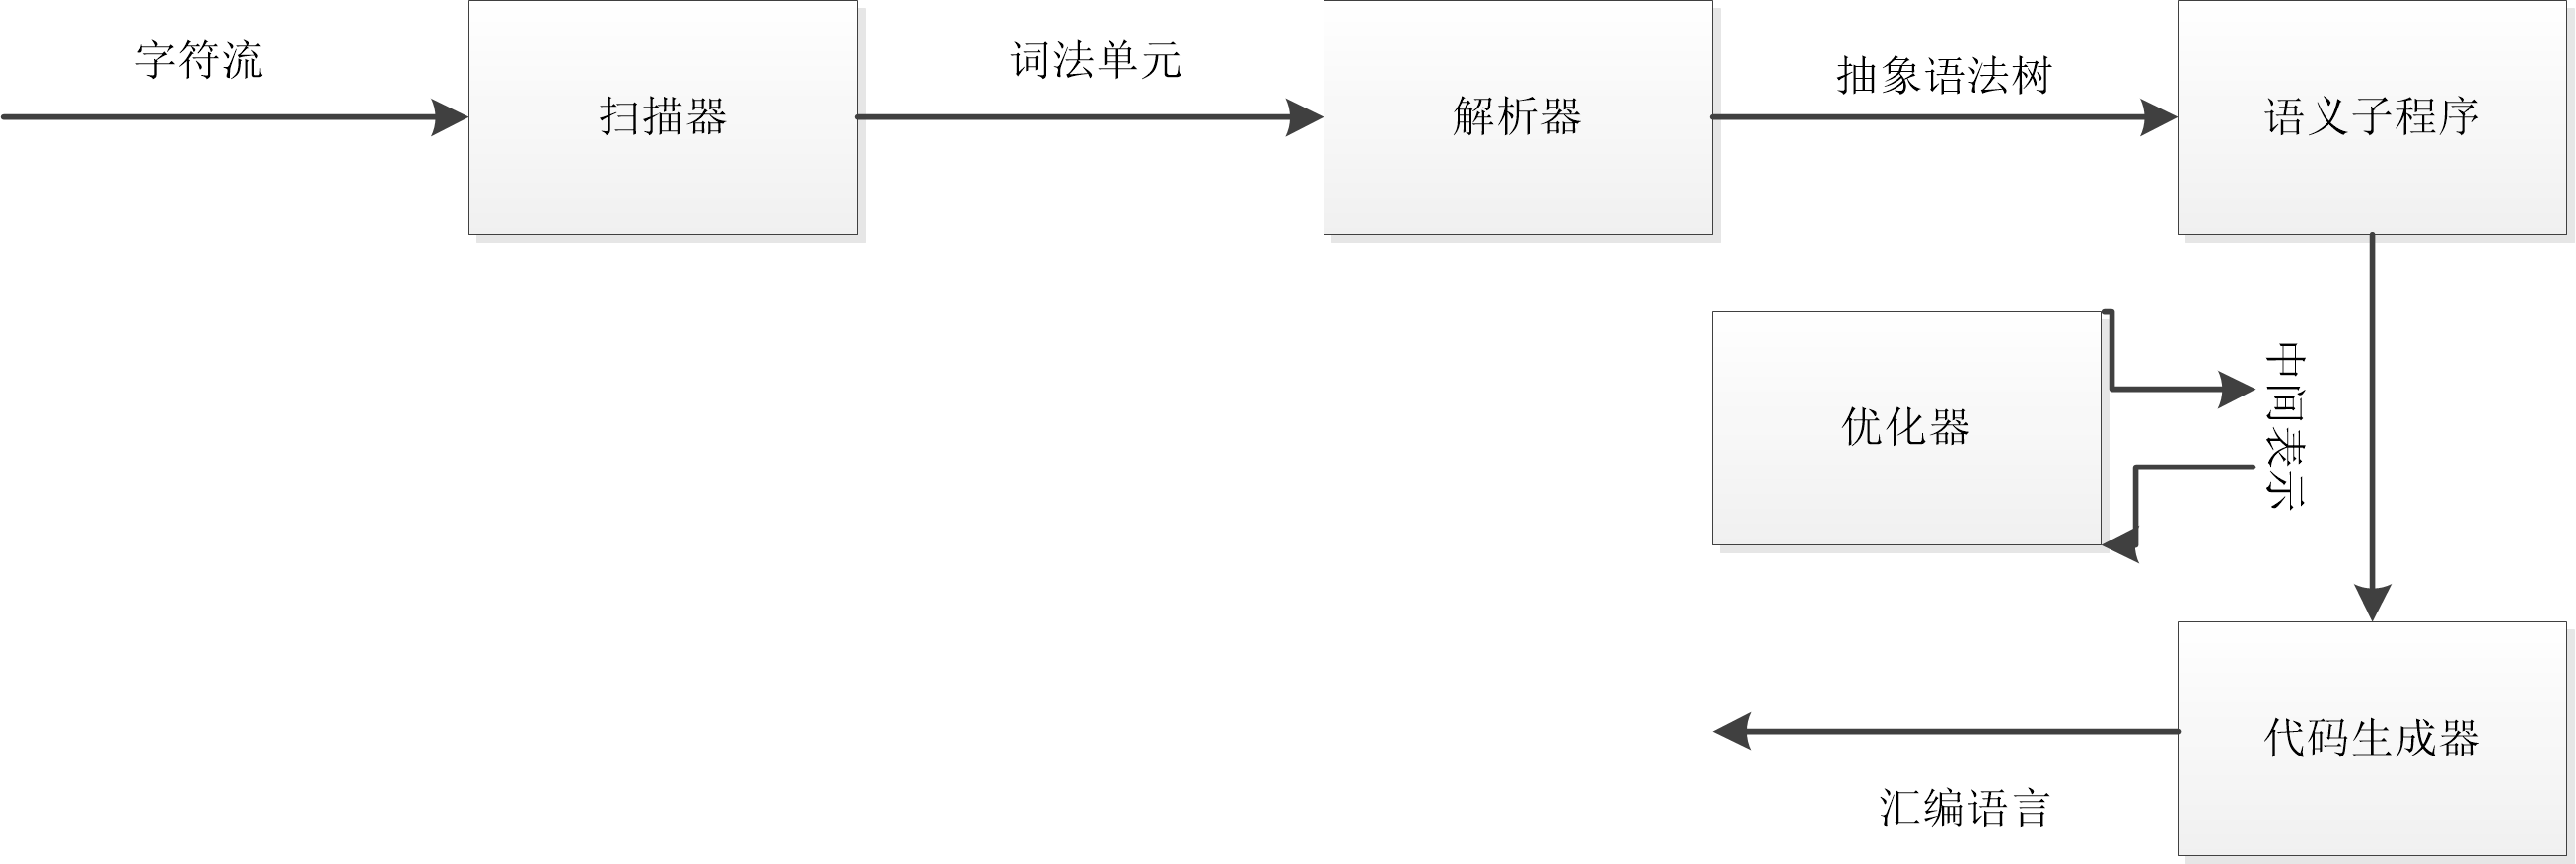 字符流
扫描器
词法单元
解析器
抽象语法树
语义子程序
优化器
中间表示
代码生成器
汇编语言